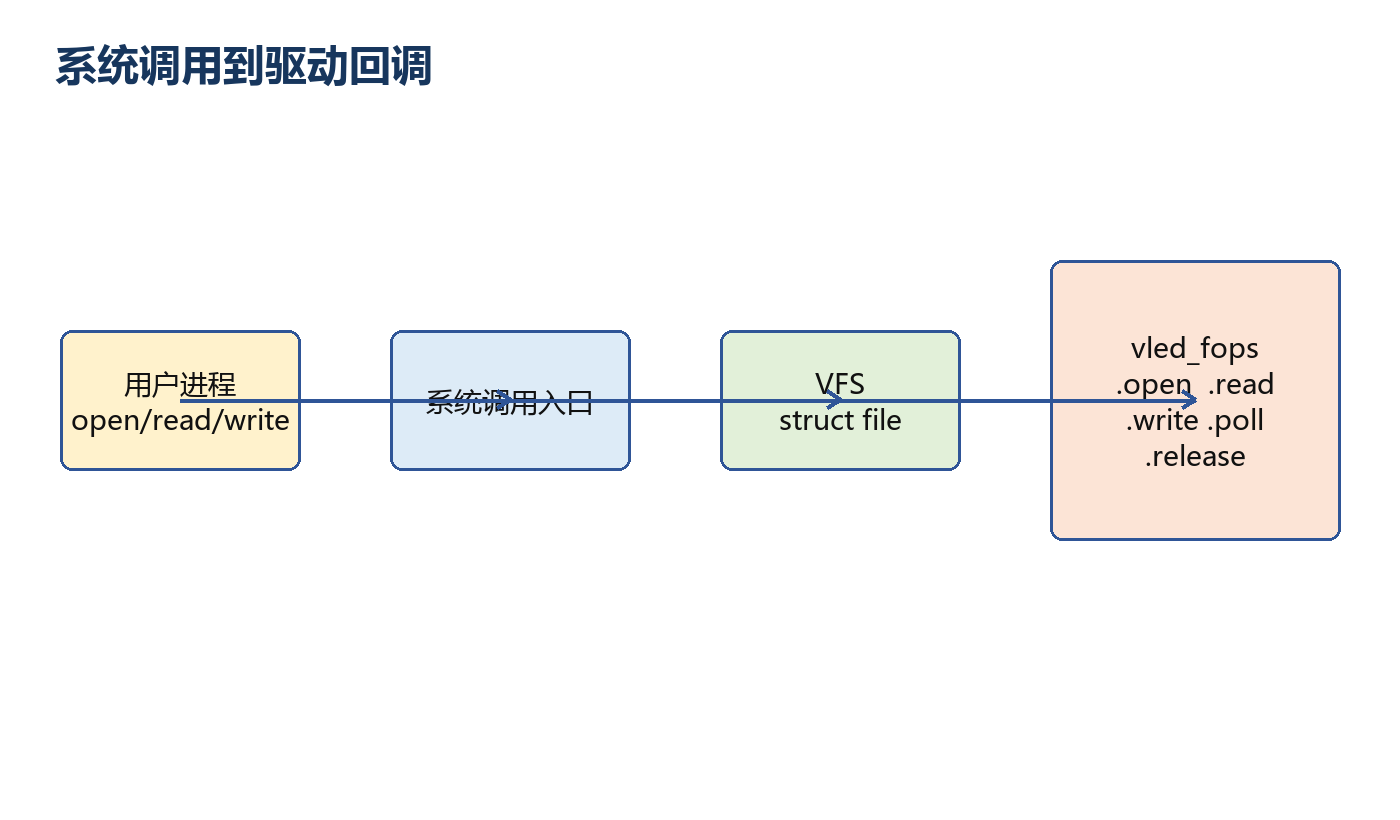 系统调用到驱动回调
用户进程
open/read/write
系统调用入口
VFS
struct file
vled_fops
.open  .read
.write .poll
.release